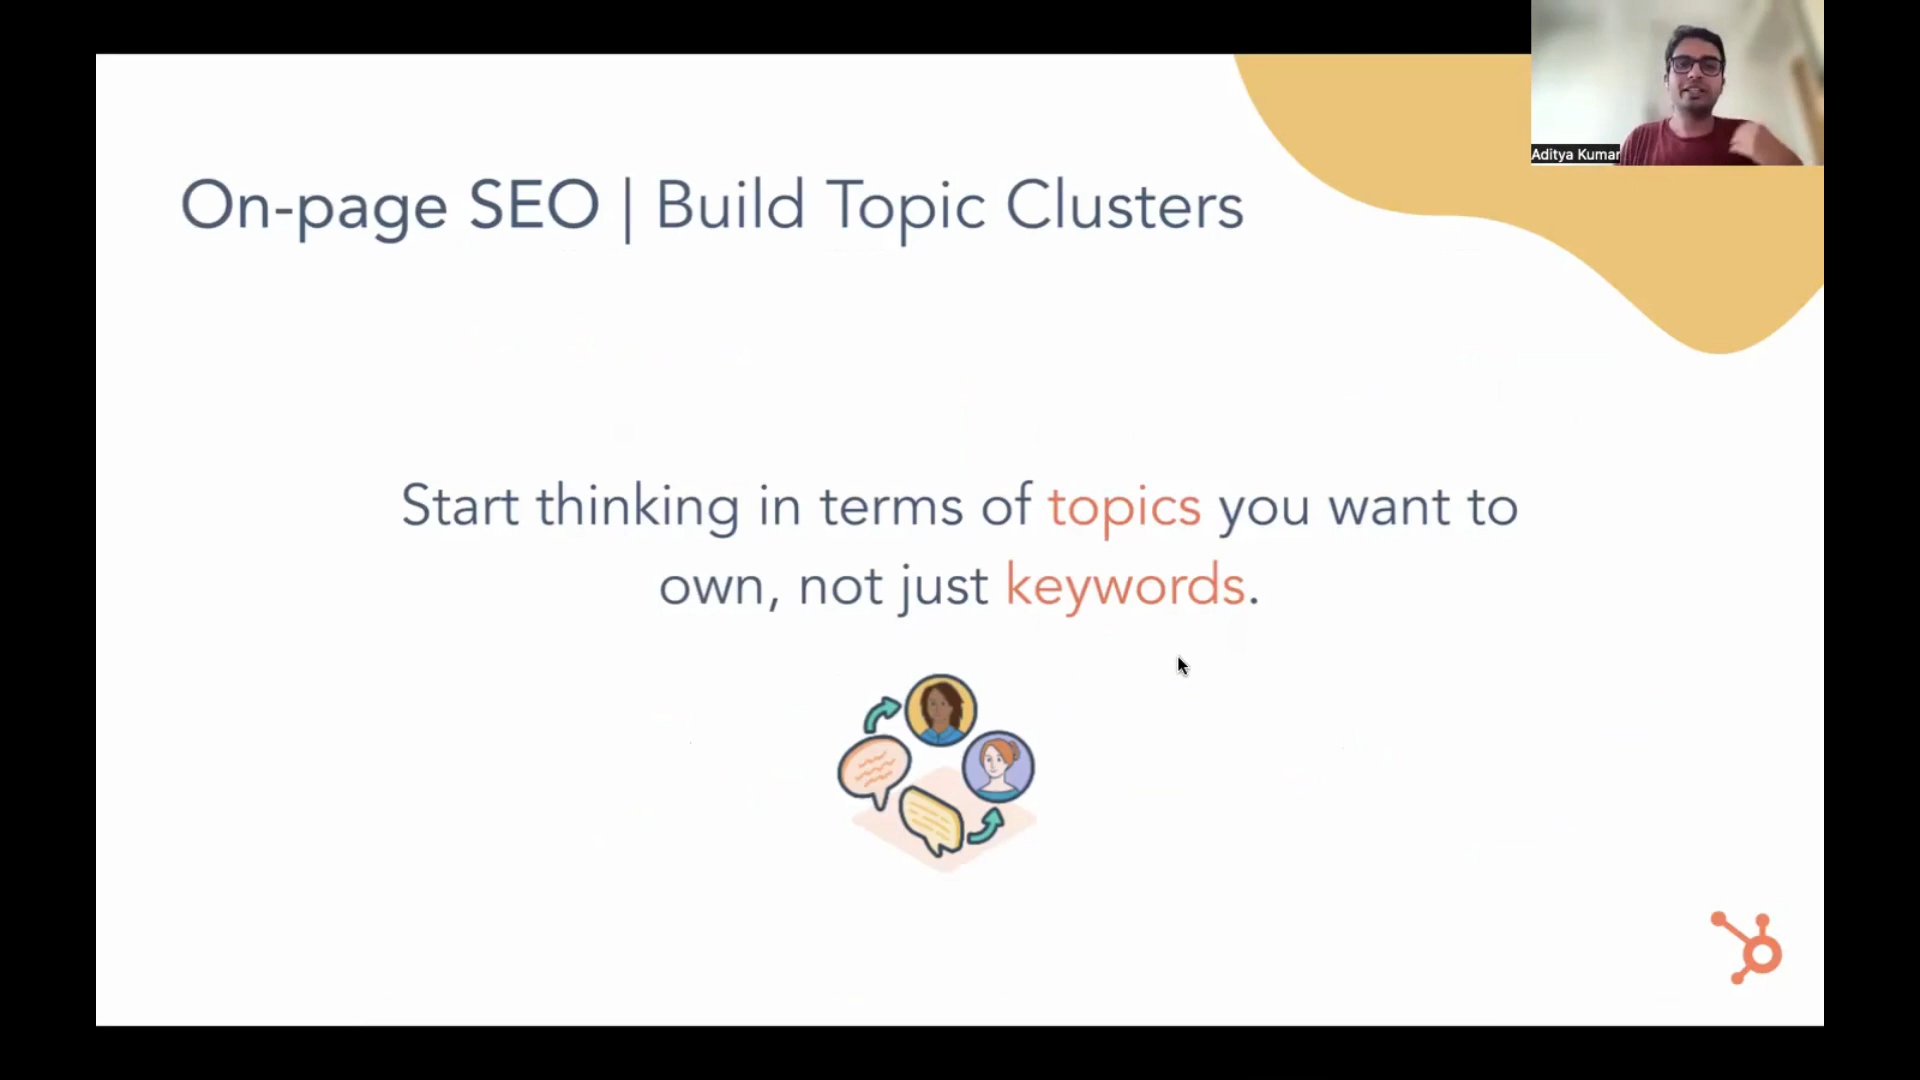 Aditya Kumar
On-page SEO | Build Topic Clusters
Start thinking in terms of topics you want to
own, not just keywords.